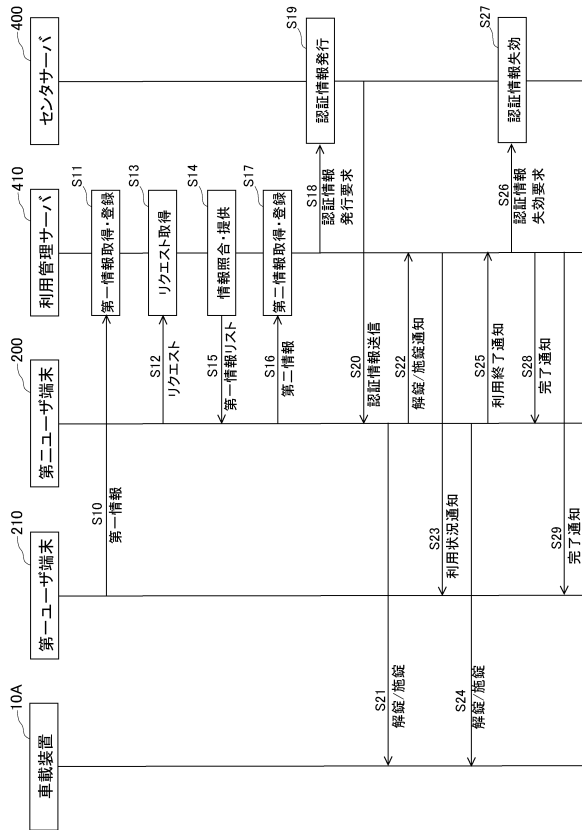 10A
車載装置
210
第一ユーザ端末
200
第二ユーザ端末
410
利用管理サーバ
400
センタサーバ
S10
第一情報
S11
第一情報取得・登録
S12
リクエスト
S13
リクエスト取得
S14
情報照合・提供
S15
第一情報リスト
S16
第二情報
S17
第二情報取得・登録
S18
認証情報
発行要求
S19
認証情報発行
S20
認証情報送信
S21
解錠/施錠
S22
解錠/施錠通知
S23
利用状況通知
S24
解錠/施錠
S25
利用終了通知
S26
認証情報
失効要求
S27
認証情報失効
S28
完了通知
S29
完了通知